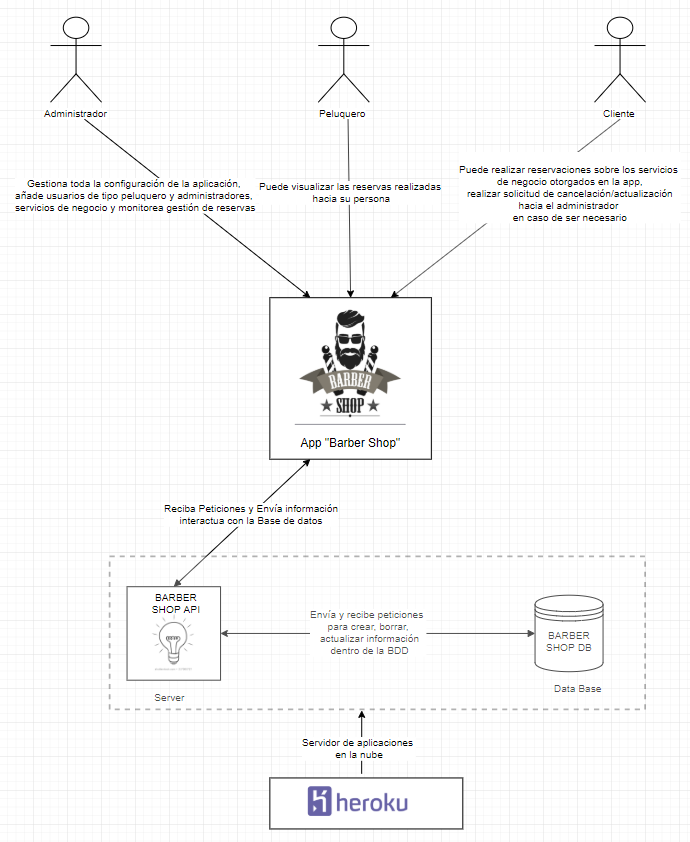 Administrador
Peluquero
Cliente
Gestiona toda la configuración de la aplicación,
añade usuarios de tipo peluquero y administradores,
servicios de negocio y monitorea gestión de reservas
Puede visualizar las reservas realizadas
hacia su persona
Puede realizar reservaciones sobre los servicios
de negocio otorgados en la app,
realizar solicitud de cancelación/actualización
hacia el administrador
en caso de ser necesario
BARBER
SHOP
App "Barber Shop"
Reciba Peticiones y Envía información
interactua con la Base de datos
BARBER
SHOP API
Server
Envía y recibe peticiones
para crear, borrar,
actualizar información
dentro de la BDD
BARBER
SHOP DB
Data Base
Servidor de aplicaciones
en la nube
heroku